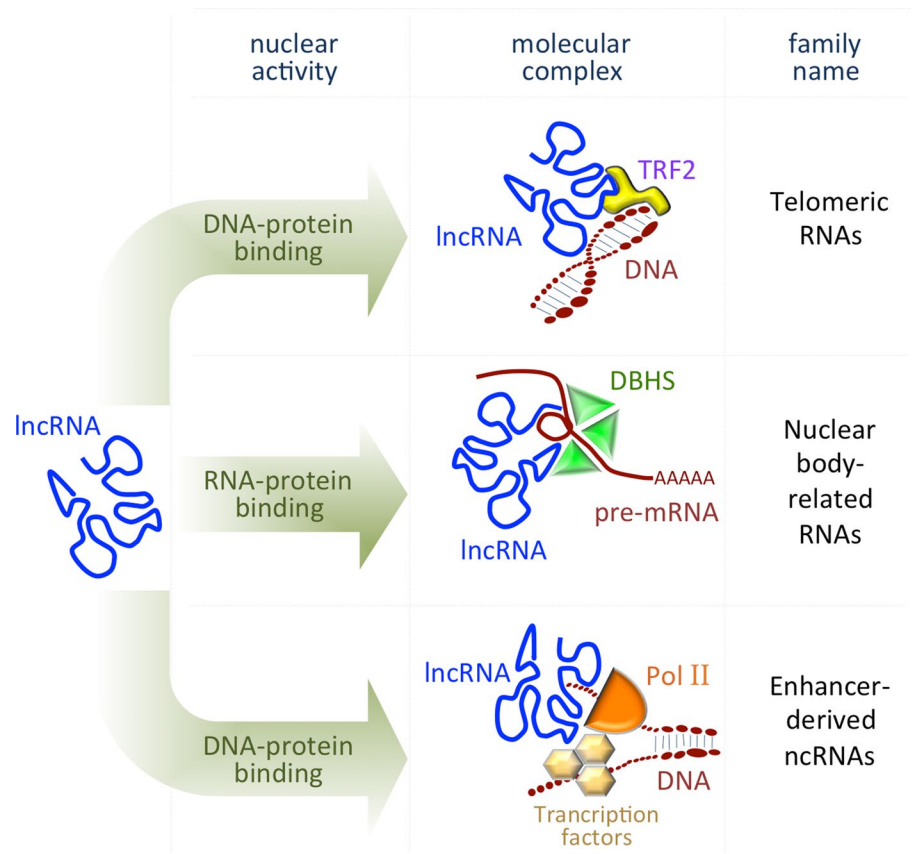 nuclear
activity
molecular
complex
family
name
DNA-protein
binding
TRF2
lncRNA
DNA
Telomeric
RNAs
lncRNA
RNA-protein
binding
DBHS
AAAAA
pre-mRNA
lncRNA
Nuclear
body-
related
RNAs
DNA-protein
binding
lncRNA
Pol II
DNA
Trancription
factors
Enhancer-
derived
ncRNAs